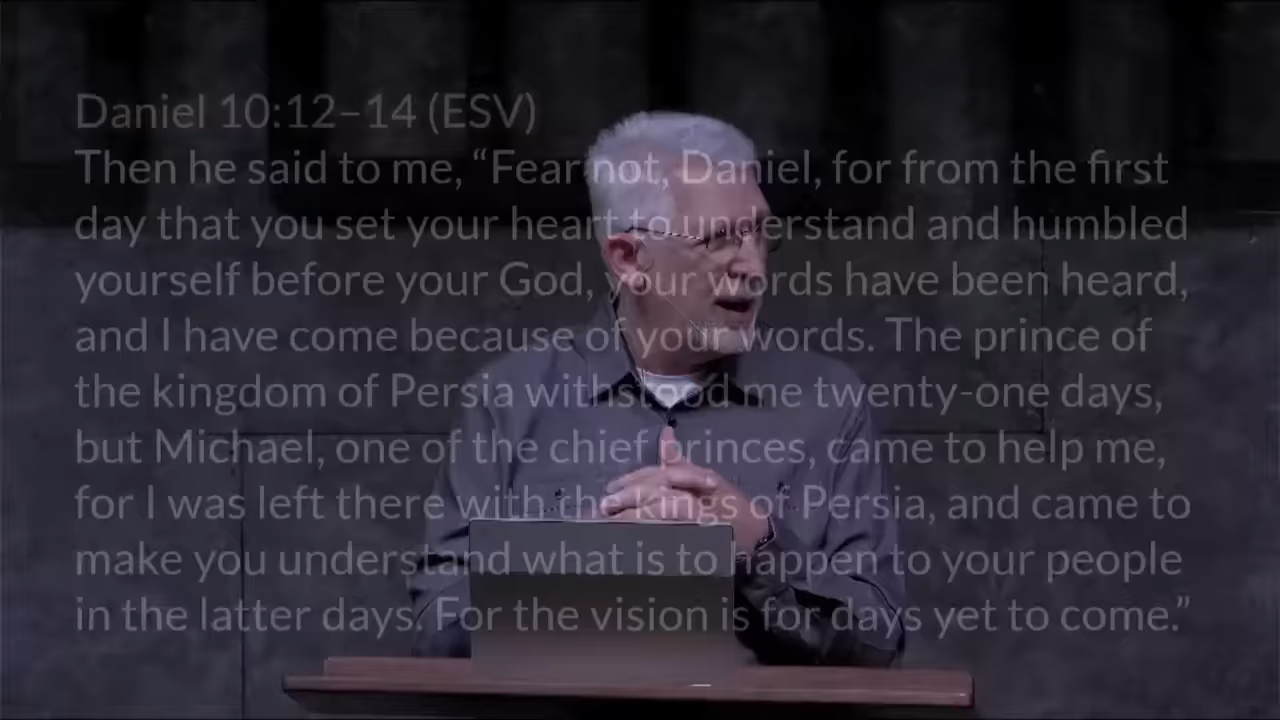 Daniel 10:12–14 (ESV)
Then he said to me, “Fear not, Daniel, for from the first
day that you set your heart to understand and humbled
yourself before your God, your words have been heard,
and I have come because of your words. The prince of
the kingdom of Persia withstood me twenty-one days,
but Michael, one of the chief princes, came to help me,
for I was left there with the kings of Persia, and came to
make you understand what is to happen to your people
in the latter days. For the vision is for days yet to come.”